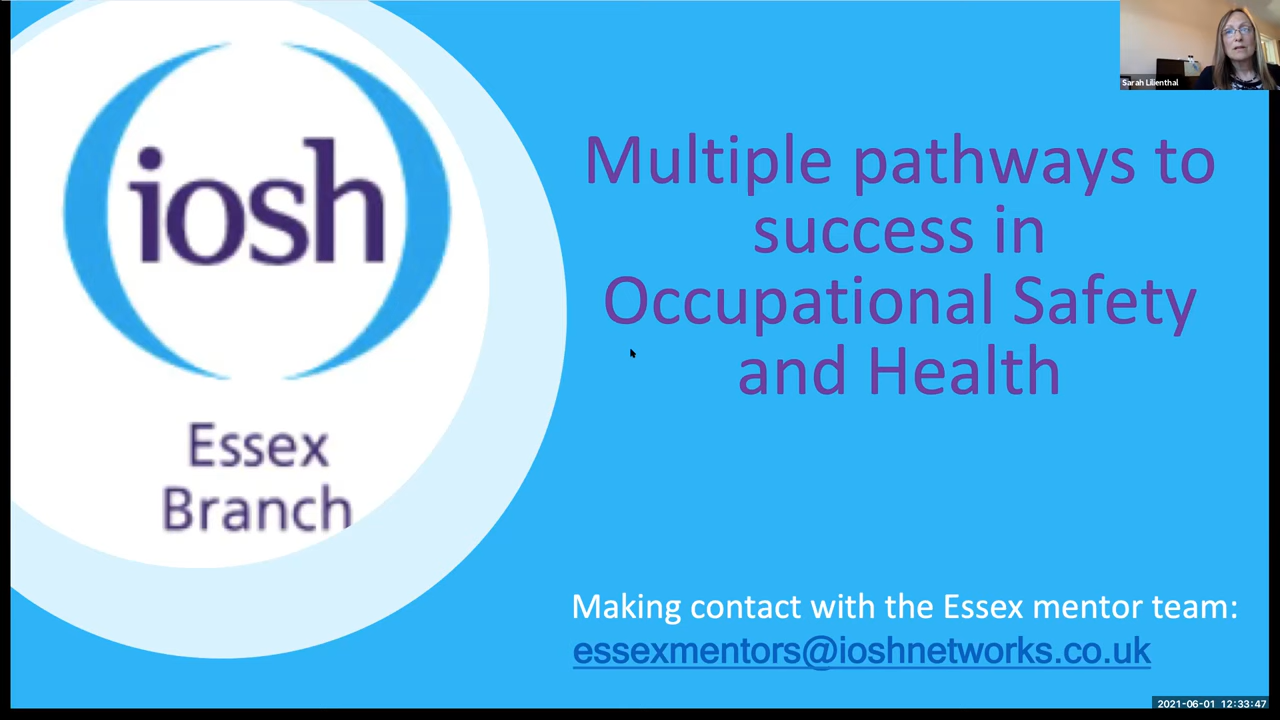 Sarah Lilienthal
iosh
Essex
Branch
Multiple pathways to
success in
Occupational Safety
and Health
Making contact with the Essex mentor team:
essexmentors@ioshnetworks.co.uk
2021-06-01 12:33:47